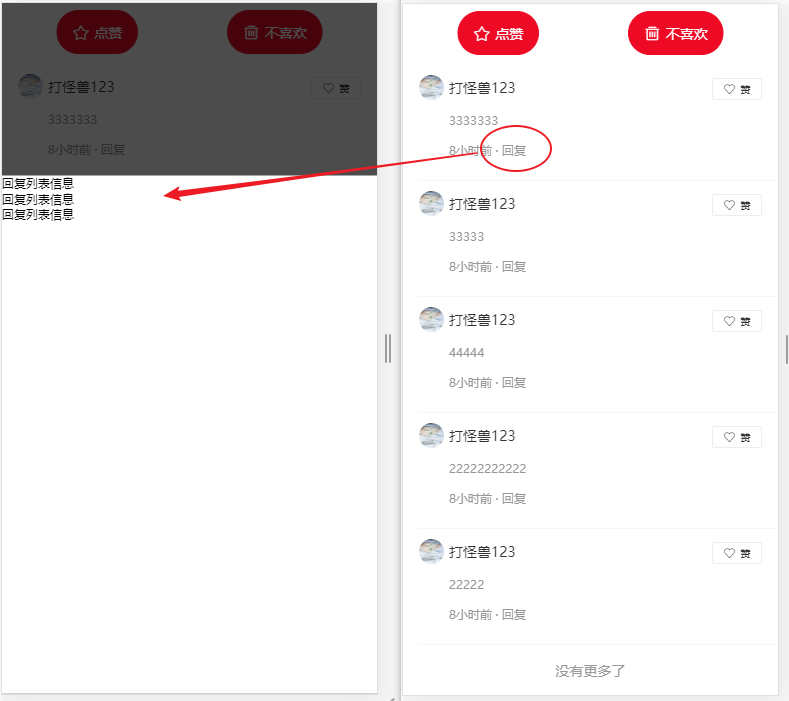 点赞
不喜欢
打怪兽123
赞
3333333
8小时前 · 回复
回复列表信息
回复列表信息
回复列表信息
点赞
不喜欢
打怪兽123
赞
3333333
8小时前 · 回复
打怪兽123
赞
33333
8小时前 · 回复
打怪兽123
赞
44444
8小时前 · 回复
打怪兽123
赞
22222222222
8小时前 · 回复
打怪兽123
赞
22222
8小时前 · 回复
没有更多了